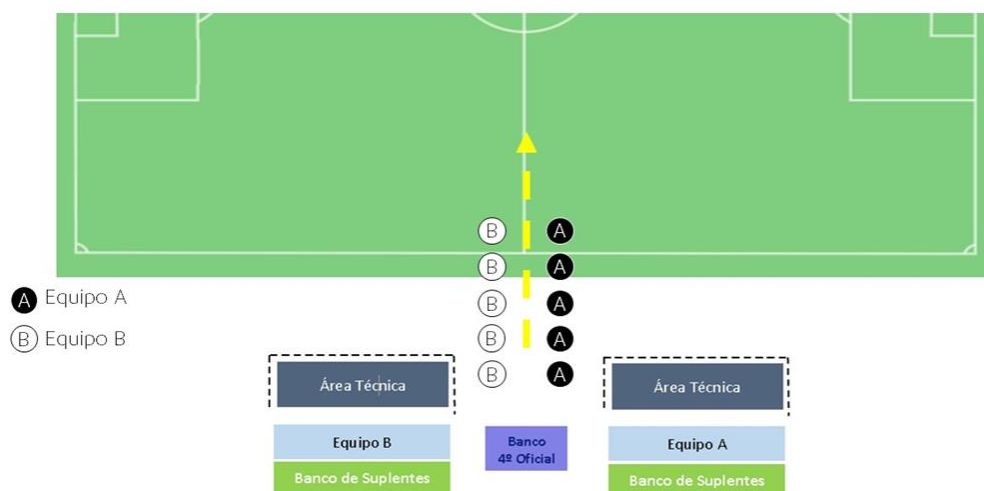 B A
B A
A Equipo A
B A
B Equipo B
B A
B A
Área Técnica
Área Técnica
Equipo B
Banco
4º Oficial
Equipo A
Banco de Suplentes
Banco de Suplentes